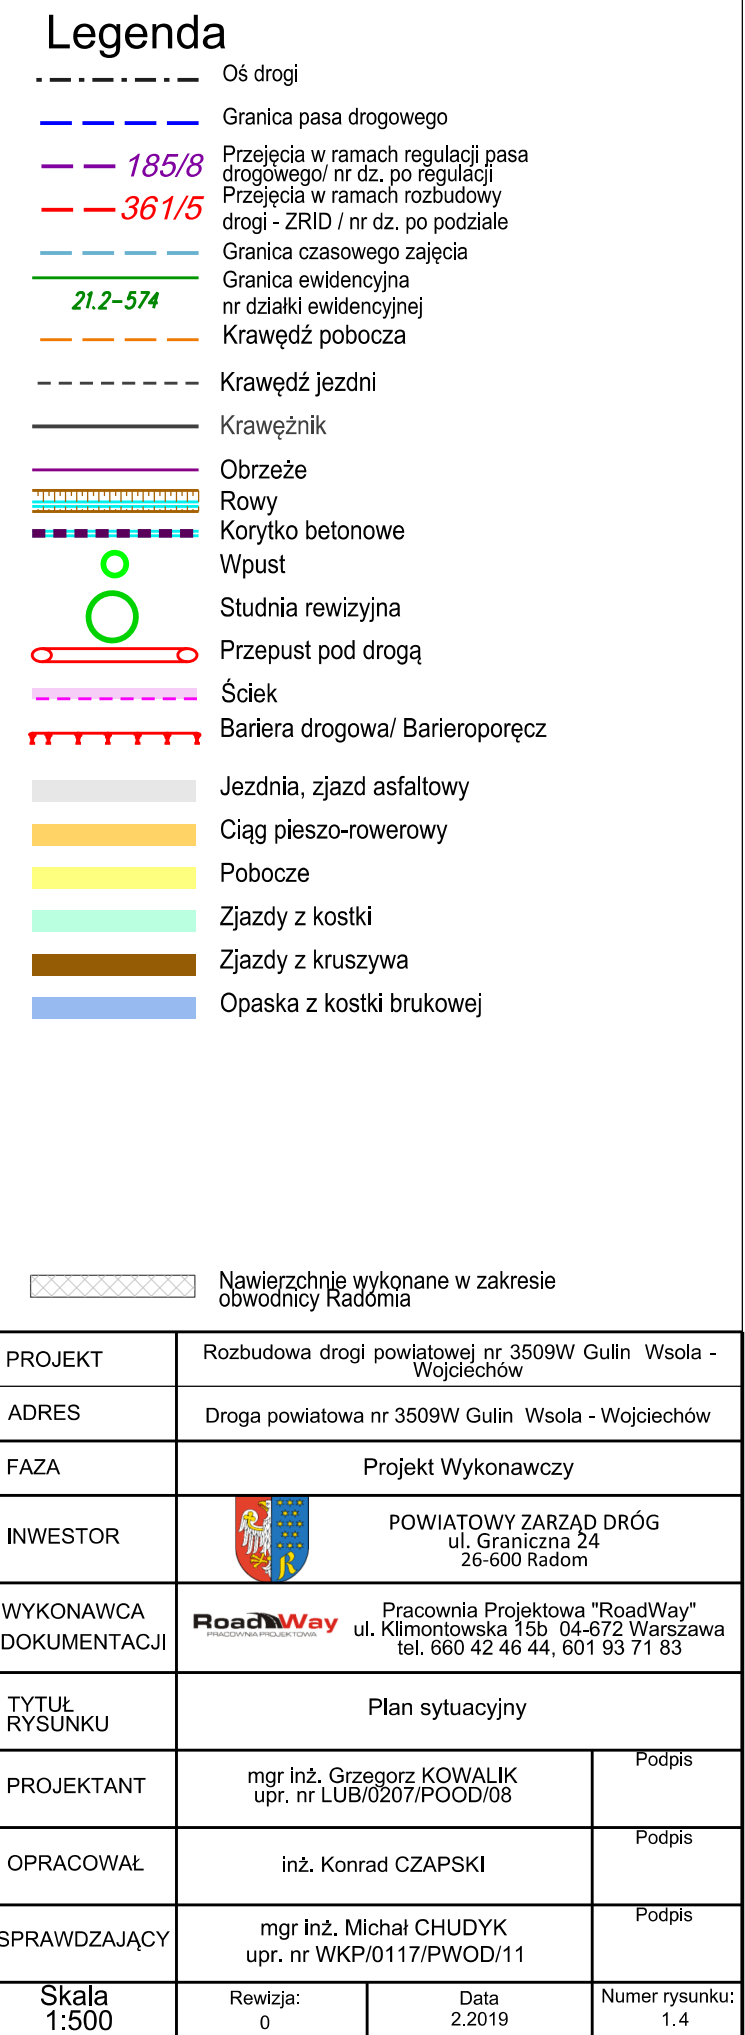 Legenda
Oś drogi
Granica pasa drogowego
185/8 Przejęcia w ramach regulacji pasa
drogowego/ nr dz. po regulacji
361/5 Przejęcia w ramach rozbudowy
drogi - ZRID / nr dz. po podziale
Granica czasowego zajęcia
Granica ewidencyjna
21.2-574 nr działki ewidencyjnej
Krawędź pobocza
Krawędź jezdni
Krawężnik
Obrzeże
Rowy
Korytko betonowe
Wpust
Studnia rewizyjna
Przepust pod drogą
Ściek
Bariera drogowa/ Barieroporęcz
Jezdnia, zjazd asfaltowy
Ciąg pieszo-rowerowy
Pobocze
Zjazdy z kostki
Zjazdy z kruszywa
Opaska z kostki brukowej
Nawierzchnie wykonane w zakresie
obwodnicy Radomia
PROJEKT
Rozbudowa drogi powiatowej nr 3509W Gulin Wsola -
Wojciechów
ADRES
Droga powiatowa nr 3509W Gulin Wsola - Wojciechów
FAZA
Projekt Wykonawczy
INWESTOR
R
POWIATOWY ZARZĄD DRÓG
ul. Graniczna 24
26-600 Radom
WYKONAWCA
DOKUMENTACJI
RoadWay
PRACOWNIA PROJEKTOWA
Pracownia Projektowa "RoadWay"
ul. Klimontowska 15b 04-672 Warszawa
tel. 660 42 46 44, 601 93 71 83
TYTUŁ
RYSUNKU
Plan sytuacyjny
PROJEKTANT
mgr inż. Grzegorz KOWALIK
upr. nr LUB/0207/POOD/08
Podpis
OPRACOWAŁ
inż. Konrad CZAPSKI
Podpis
SPRAWDZAJĄCY
mgr inż. Michał CHUDYK
upr. nr WKP/0117/PWOD/11
Podpis
Skala
1:500
Rewizja:
0
Data
2.2019
Numer rysunku:
1.4